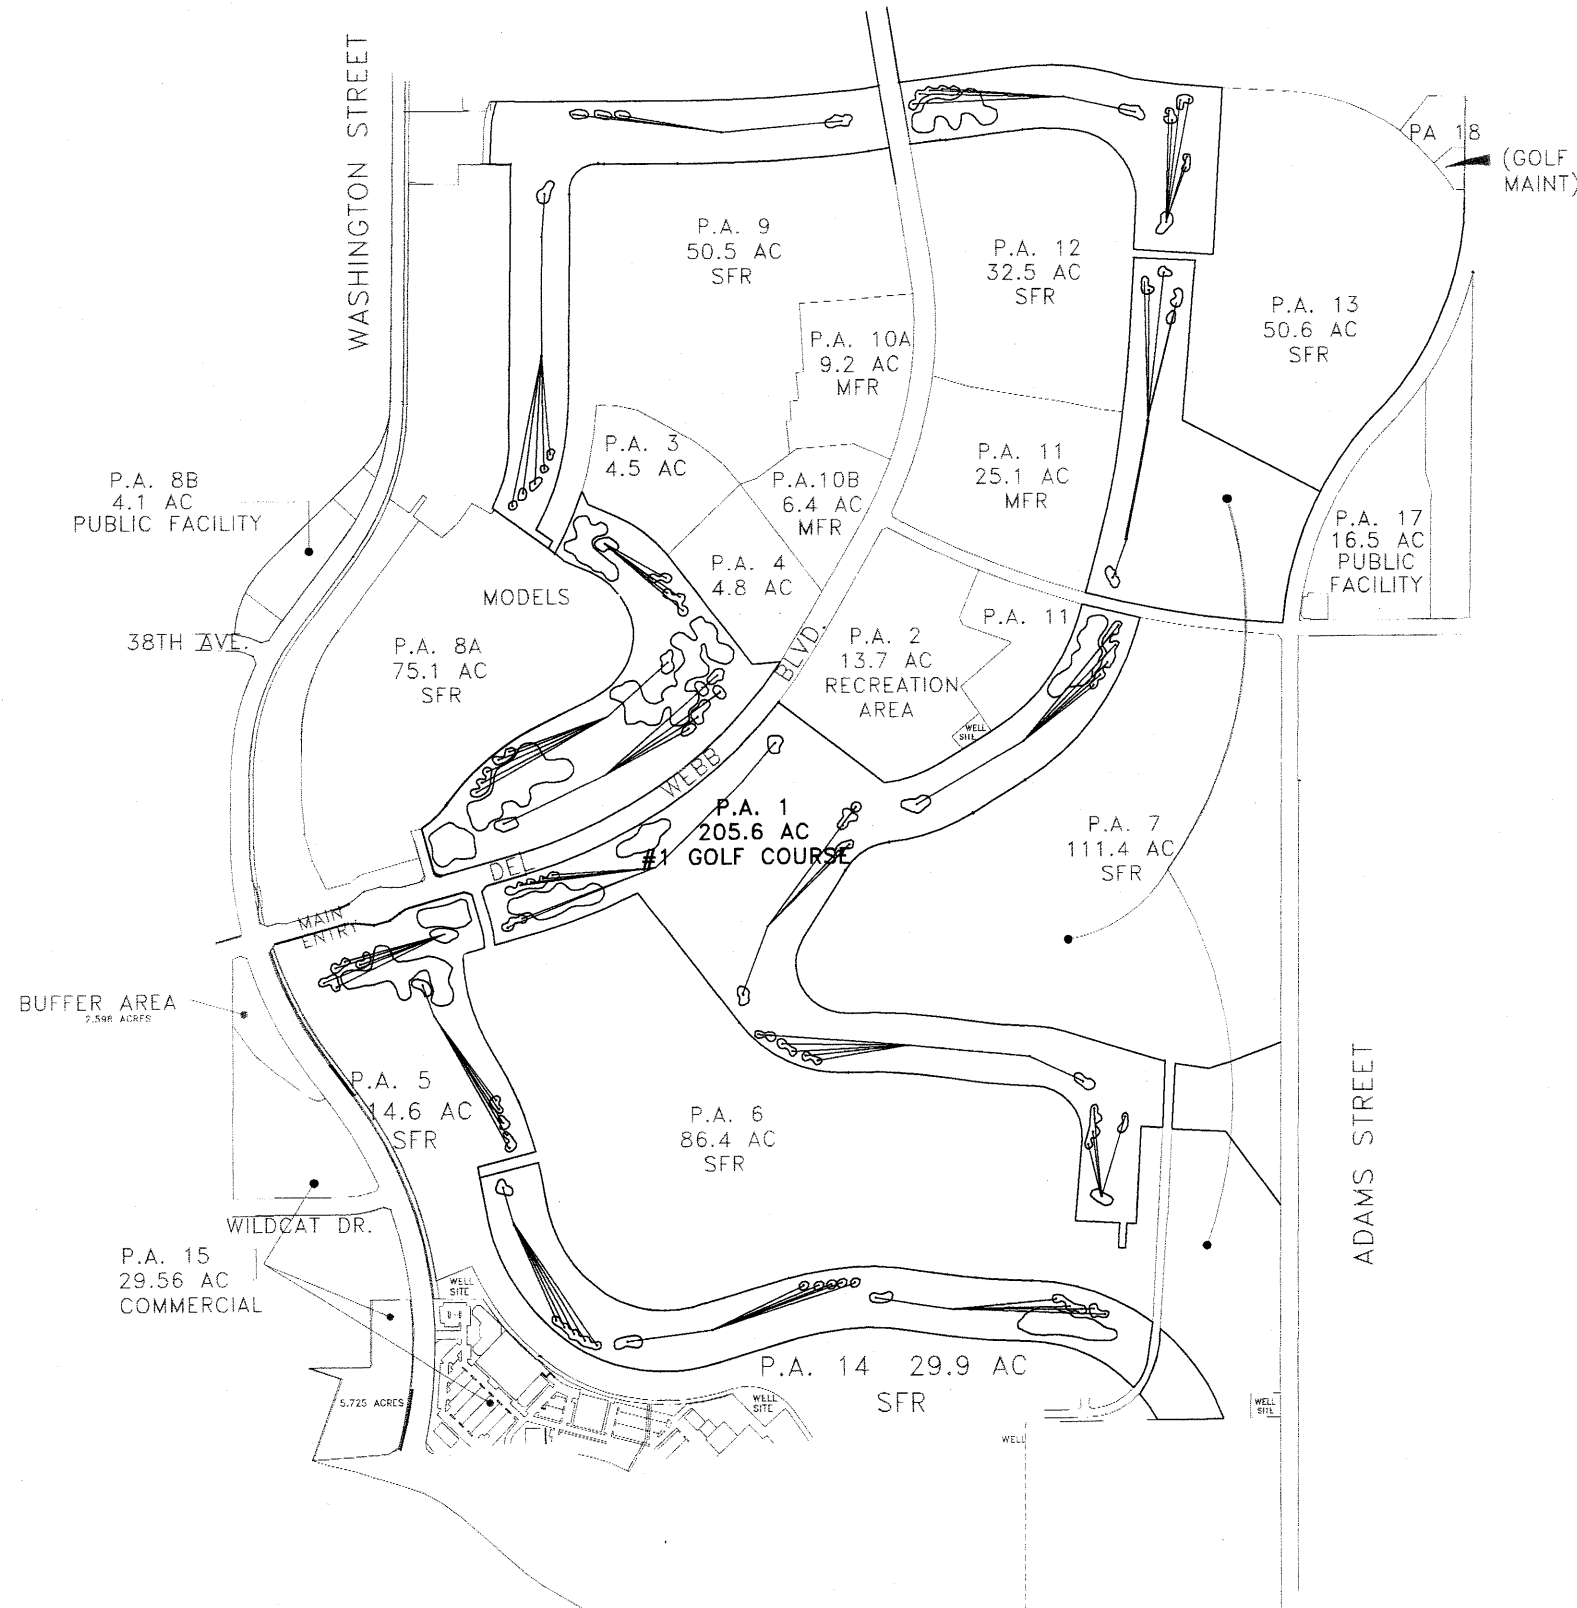 WASHINGTON STREET
PA 18
(GOLF
MAINT)
P.A. 9
50.5 AC
SFR
P.A. 12
32.5 AC
SFR
P.A. 13
50.6 AC
SFR
P.A. 10A
9.2 AC
MFR
P.A. 3
4.5 AC
P.A. 11
25.1 AC
MFR
P.A. 8B
4.1 AC
PUBLIC FACILITY
P.A.10B
6.4 AC
MFR
P.A. 17
16.5 AC
PUBLIC
FACILITY
P.A. 4
4.8 AC
MODELS
P.A. 11
38TH AVE.
P.A. 8A
75.1 AC
SFR
P.A. 2
13.7 AC
RECREATION
AREA
WELL
SITE
DEL WEBB BLVD.
P.A. 1
205.6 AC
#1 GOLF COURSE
P.A. 7
111.4 AC
SFR
MAIN
ENTRY
BUFFER AREA
2.598 ACRES
P.A. 5
14.6 AC
SFR
P.A. 6
86.4 AC
SFR
ADAMS STREET
WILDCAT DR.
P.A. 15
29.56 AC
COMMERCIAL
WELL
SITE
P.A. 14 29.9 AC
SFR
5.725 ACRES
WELL
SITE
WELL
SITE
WELL